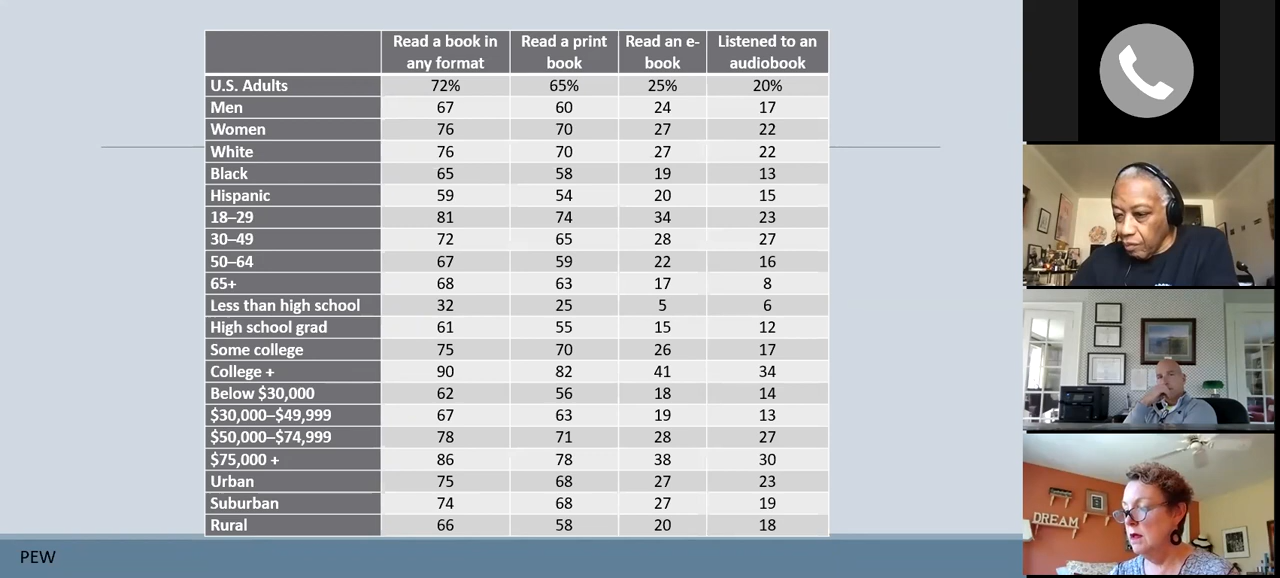 Read a book in any format Read a print book Read an e-book Listened to an audiobook
U.S. Adults 72% 65% 25% 20%
Men 67 60 24 17
Women 76 70 27 22
White 76 70 27 22
Black 65 58 19 13
Hispanic 59 54 20 15
18–29 81 74 34 23
30–49 72 65 28 27
50–64 67 59 22 16
65+ 68 63 17 8
Less than high school 32 25 5 6
High school grad 61 55 15 12
Some college 75 70 26 17
College + 90 82 41 34
Below $30,000 62 56 18 14
$30,000–$49,999 67 63 19 13
$50,000–$74,999 78 71 28 27
$75,000 + 86 78 38 30
Urban 75 68 27 23
Suburban 74 68 27 19
Rural 66 58 20 18
PEW
DREAM